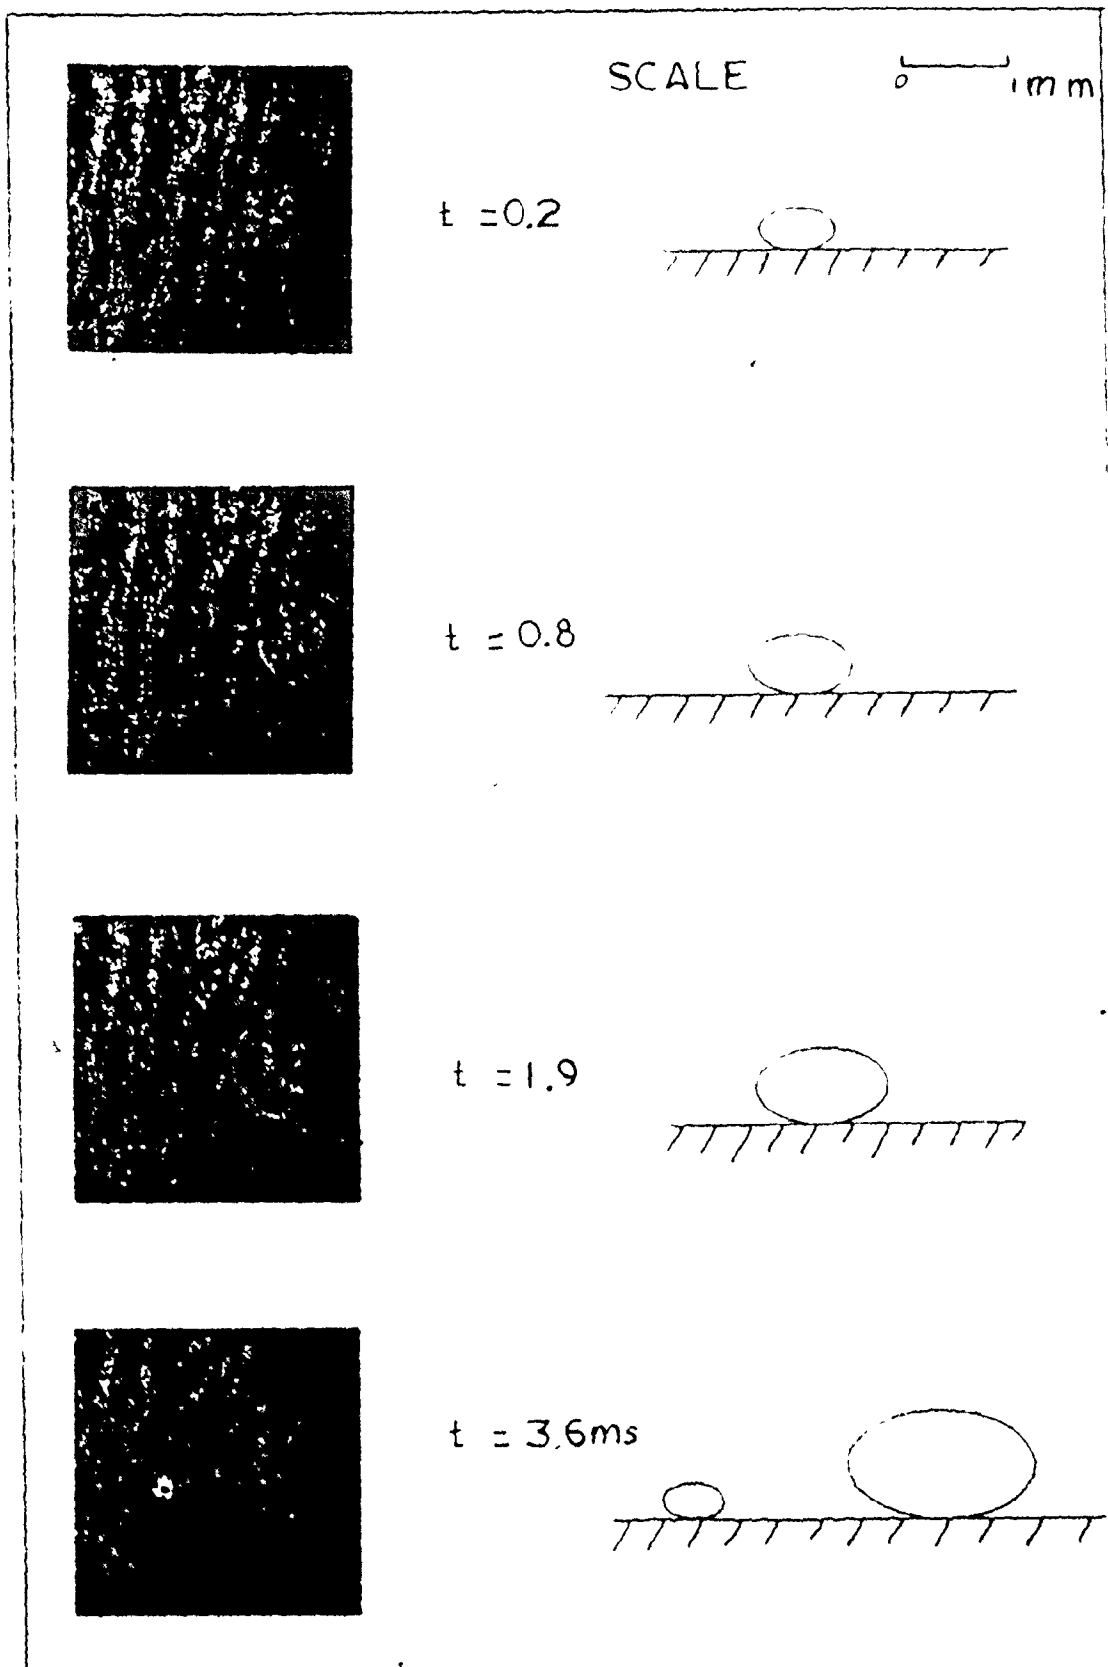 SCALE 0 1mm
t = 0.2
t = 0.8
t = 1.9
t = 3.6ms